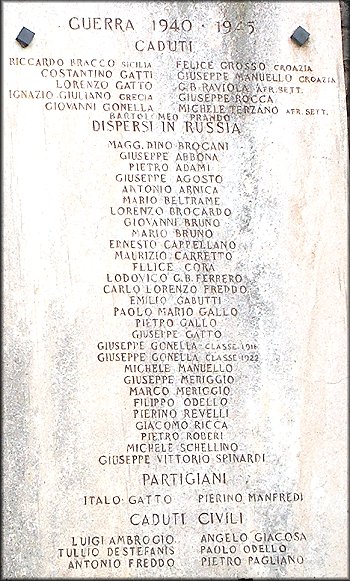 GUERRA 1940 · 1945
CADUTI
RICCARDO BRACCO SICILIA FELICE GROSSO CROAZIA
COSTANTINO GATTI GIUSEPPE MANUELLO CROAZIA
LORENZO GATTO G.B. RAVIOLA AFR. SETT.
IGNAZIO GIULIANO GRECIA GIUSEPPE ROCCA
GIOVANNI GONELLA MICHELE TERZANO AFR. SETT.
BARTOLOMEO PRANDO
DISPERSI IN RUSSIA
MAGG. DINO BROCANI
GIUSEPPE ABBONA
PIETRO ADAMI
GIUSEPPE AGOSTO
ANTONIO ARNICA
MARIO BELTRAME
LORENZO BROCARDO
GIOVANNI BRUNO
MARIO BRUNO
ERNESTO CAPPELLANO
MAURIZIO CARRETTO
FELICE CORA
LODOVICO G.B. FERRERO
CARLO LORENZO FREDDO
EMILIO GABUTTI
PAOLO MARIO GALLO
PIETRO GALLO
GIUSEPPE GATTO
GIUSEPPE GONELLA CLASSE 1916
GIUSEPPE GONELLA CLASSE 1922
MICHELE MANUELLO
GIUSEPPE MERIGGIO
MARCO MERIGGIO
FILIPPO ODELLO
PIERINO REVELLI
GIACOMO RICCA
PIETRO ROBERI
MICHELE SCHELLINO
GIUSEPPE VITTORIO SPINARDI
PARTIGIANI
ITALO GATTO PIERINO MANFREDI
CADUTI CIVILI
LUIGI AMBROGIO ANGELO GIACOSA
TULLIO DESTEFANIS PAOLO ODELLO
ANTONIO FREDDO PIETRO PAGLIANO